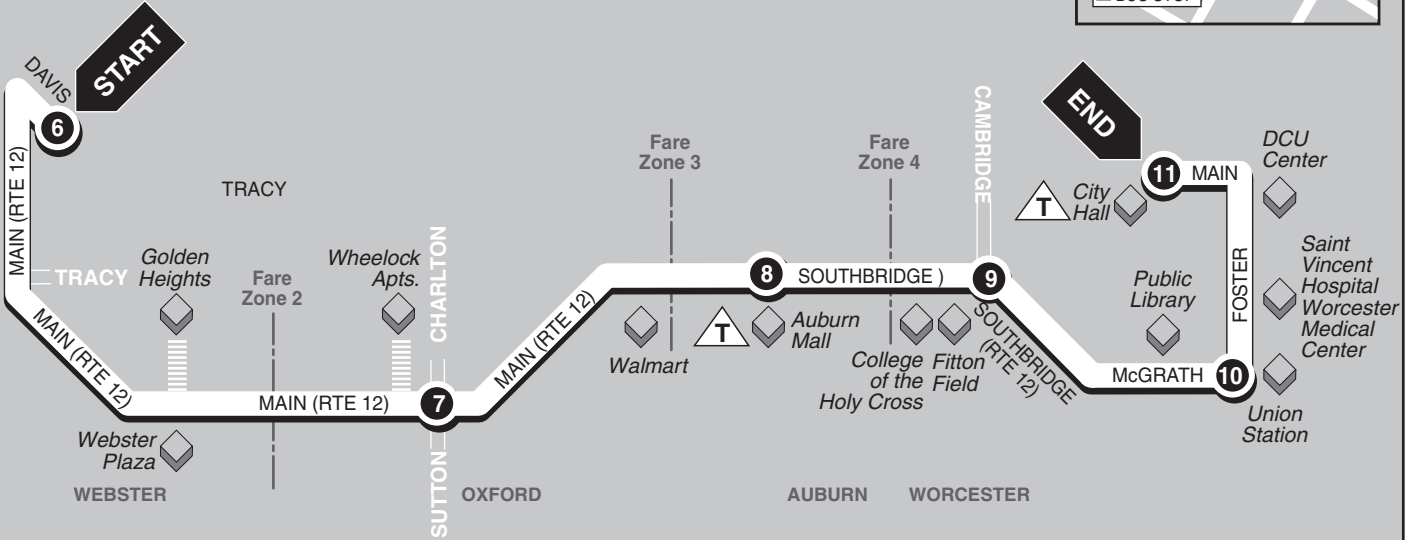 DAVIS
START
6
MAIN (RTE 12)
TRACY
TRACY
Golden
Heights
MAIN (RTE 12)
Webster
Plaza
WEBSTER
Fare
Zone 2
MAIN (RTE 12)
Wheelock
Apts.
CHARLTON
7
SUTTON
OXFORD
MAIN (RTE 12)
Walmart
Fare
Zone 3
8
T
Auburn
Mall
SOUTHBRIDGE )
AUBURN
Fare
Zone 4
College
of the
Holy Cross
Fitton
Field
WORCESTER
CAMBRIDGE
9
SOUTHBRIDGE
(RTE 12)
McGRATH
Public
Library
10
Union
Station
FOSTER
Saint
Vincent
Hospital
Worcester
Medical
Center
DCU
Center
MAIN
11
END
T
City
Hall